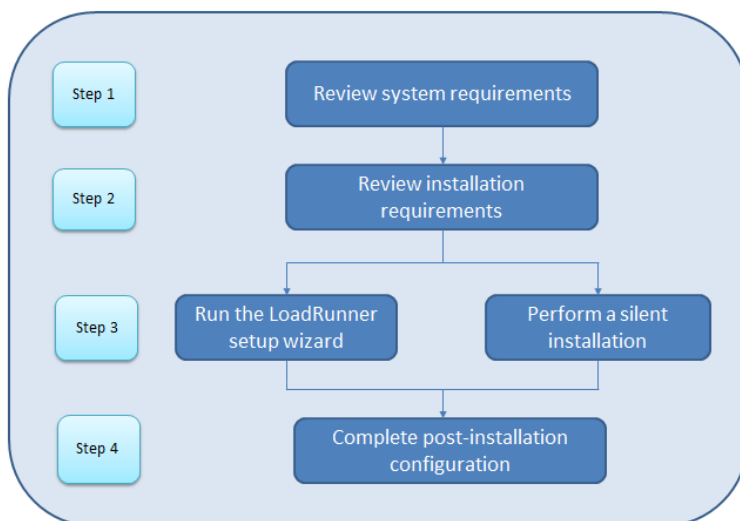 Step 1
Review system requirements
Step 2
Review installation
requirements
Step 3
Run the LoadRunner
setup wizard
Perform a silent
installation
Step 4
Complete post-installation
configuration